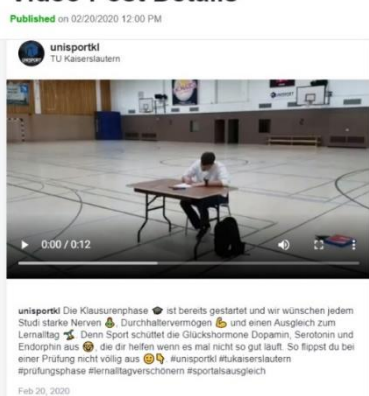 Video Post Details
Published on 02/20/2020 12:00 PM
unisportkl
TU Kaiserslautern
0:00 / 0:12
unisportkl Die Klausurenphase 🎓 ist bereits gestartet und wir wünschen jedem
Studi starke Nerven, Durchhaltevermögen 💪 und einen Ausgleich zum
Lernalltag. Denn Sport schüttet die Glückshormone Dopamin, Serotonin und
Endorphin aus, die dir helfen wenn es mal nicht so gut läuft. So flippst du bei
einer Prüfung nicht völlig aus 👇 #unisportkl #tukaiserslautern
#prüfungsphase #lernalltagverschönern #sportalsausgleich
Feb 20, 2020